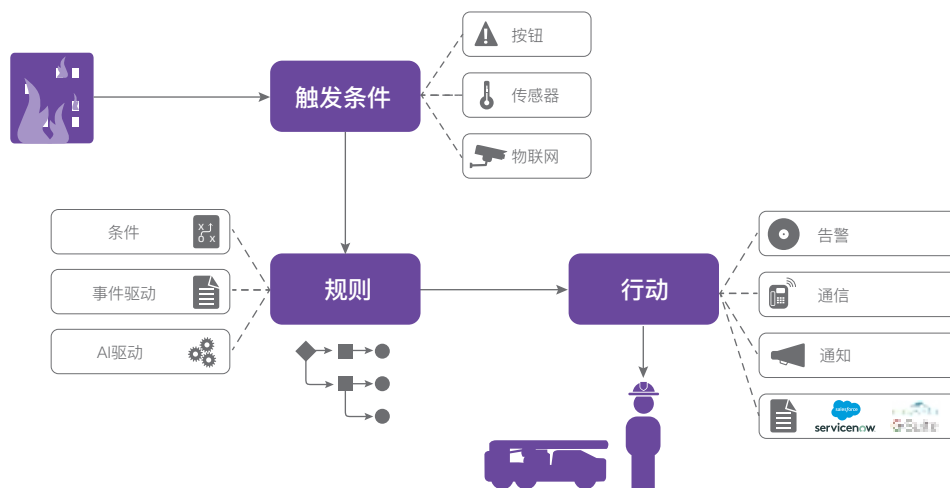 按钮
触发条件
传感器
物联网
条件
事件驱动
AI驱动
规则
行动
告警
通信
通知
salesforce
servicenow